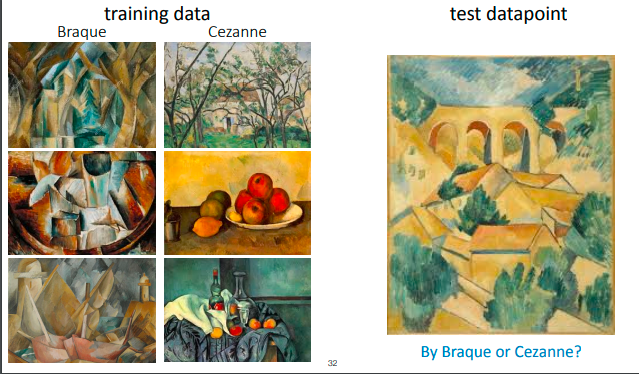 training data
Braque
Cezanne
test datapoint
By Braque or Cezanne?
32